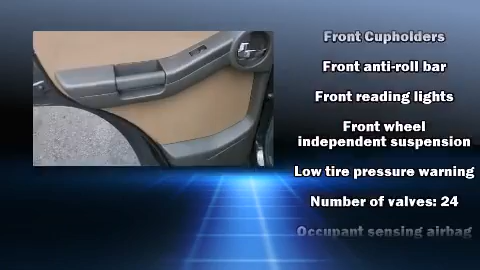 Front Cupholders
Front anti-roll bar
Front reading lights
Front wheel
independent suspension
Low tire pressure warning
Number of valves: 24
Occupant sensing airbag